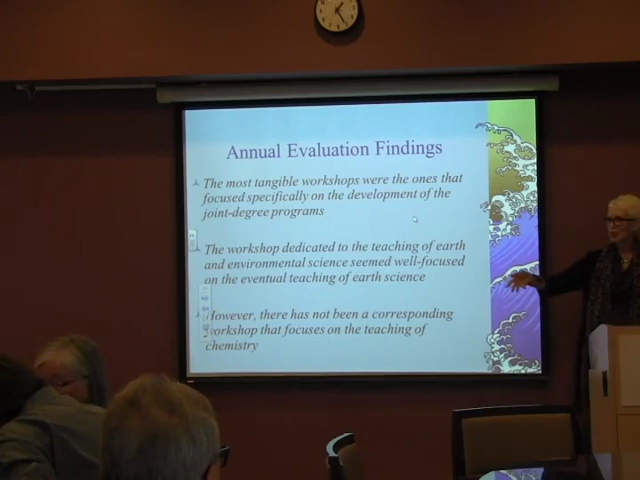 Annual Evaluation Findings
The most tangible workshops were the ones that
focused specifically on the development of the
joint-degree programs
The workshop dedicated to the teaching of earth
and environmental science seemed well-focused
on the eventual teaching of earth science
However, there has not been a corresponding
workshop that focuses on the teaching of
chemistry